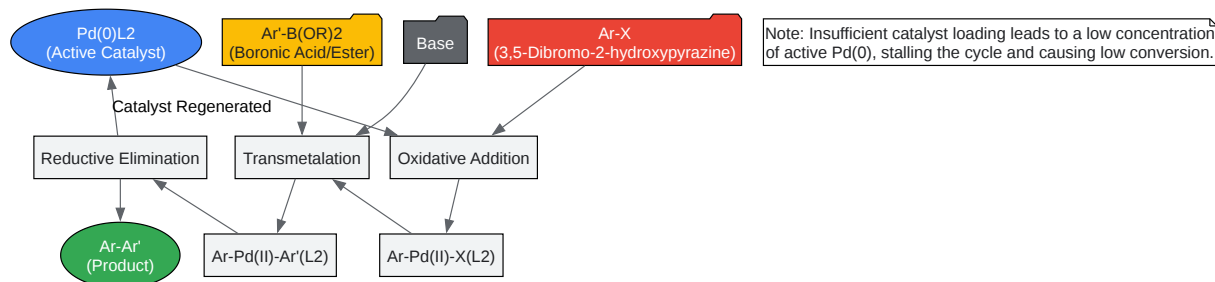 Pd(0)L2
(Active Catalyst)
Ar'-B(OR)2
(Boronic Acid/Ester)
Base
Ar-X
(3,5-Dibromo-2-hydroxypyrazine)
Note: Insufficient catalyst loading leads to a low concentration
of active Pd(0), stalling the cycle and causing low conversion.
Catalyst Regenerated
Reductive Elimination
Transmetalation
Oxidative Addition
Ar-Ar'
(Product)
Ar-Pd(II)-Ar'(L2)
Ar-Pd(II)-X(L2)